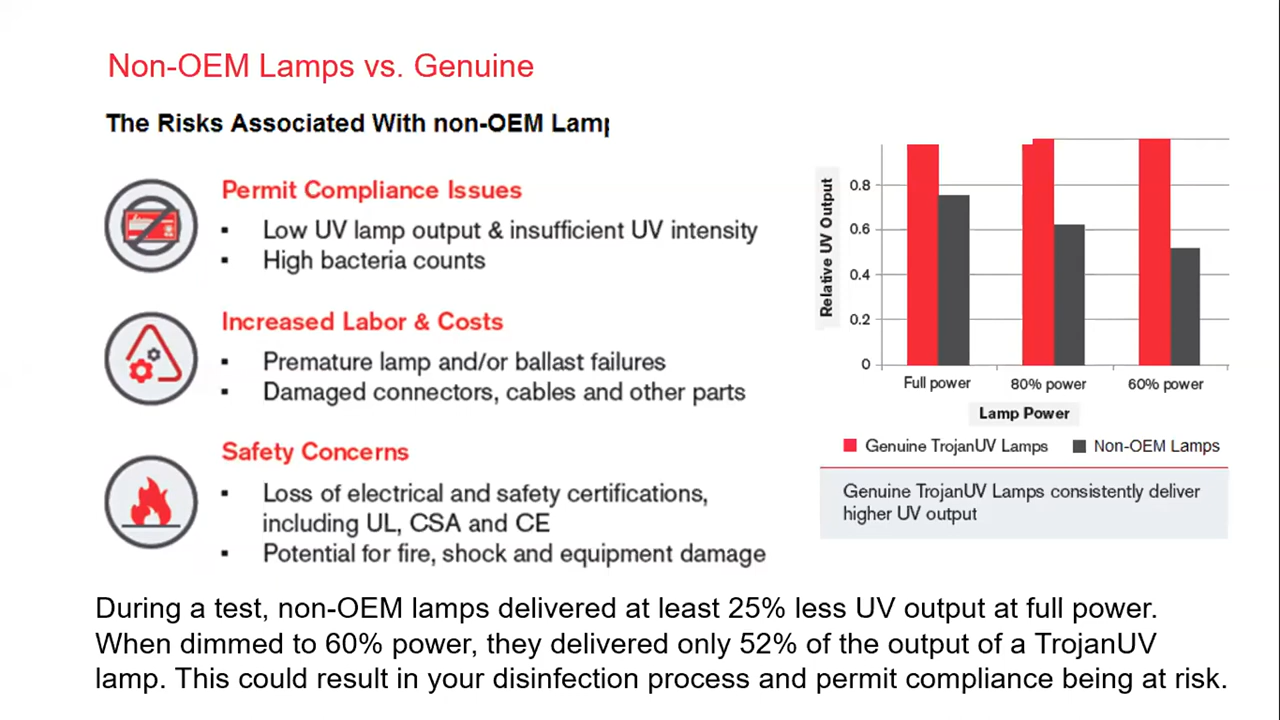 Non-OEM Lamps vs. Genuine
The Risks Associated With non-OEM Lamp
Permit Compliance Issues
▪ Low UV lamp output & insufficient UV intensity
▪ High bacteria counts
Increased Labor & Costs
▪ Premature lamp and/or ballast failures
▪ Damaged connectors, cables and other parts
Safety Concerns
▪ Loss of electrical and safety certifications,
including UL, CSA and CE
▪ Potential for fire, shock and equipment damage
Relative UV Output
0.8
0.6
0.4
0.2
0
Full power 80% power 60% power
Lamp Power
Genuine TrojanUV Lamps Non-OEM Lamps
Genuine TrojanUV Lamps consistently deliver
higher UV output
During a test, non-OEM lamps delivered at least 25% less UV output at full power.
When dimmed to 60% power, they delivered only 52% of the output of a TrojanUV
lamp. This could result in your disinfection process and permit compliance being at risk.